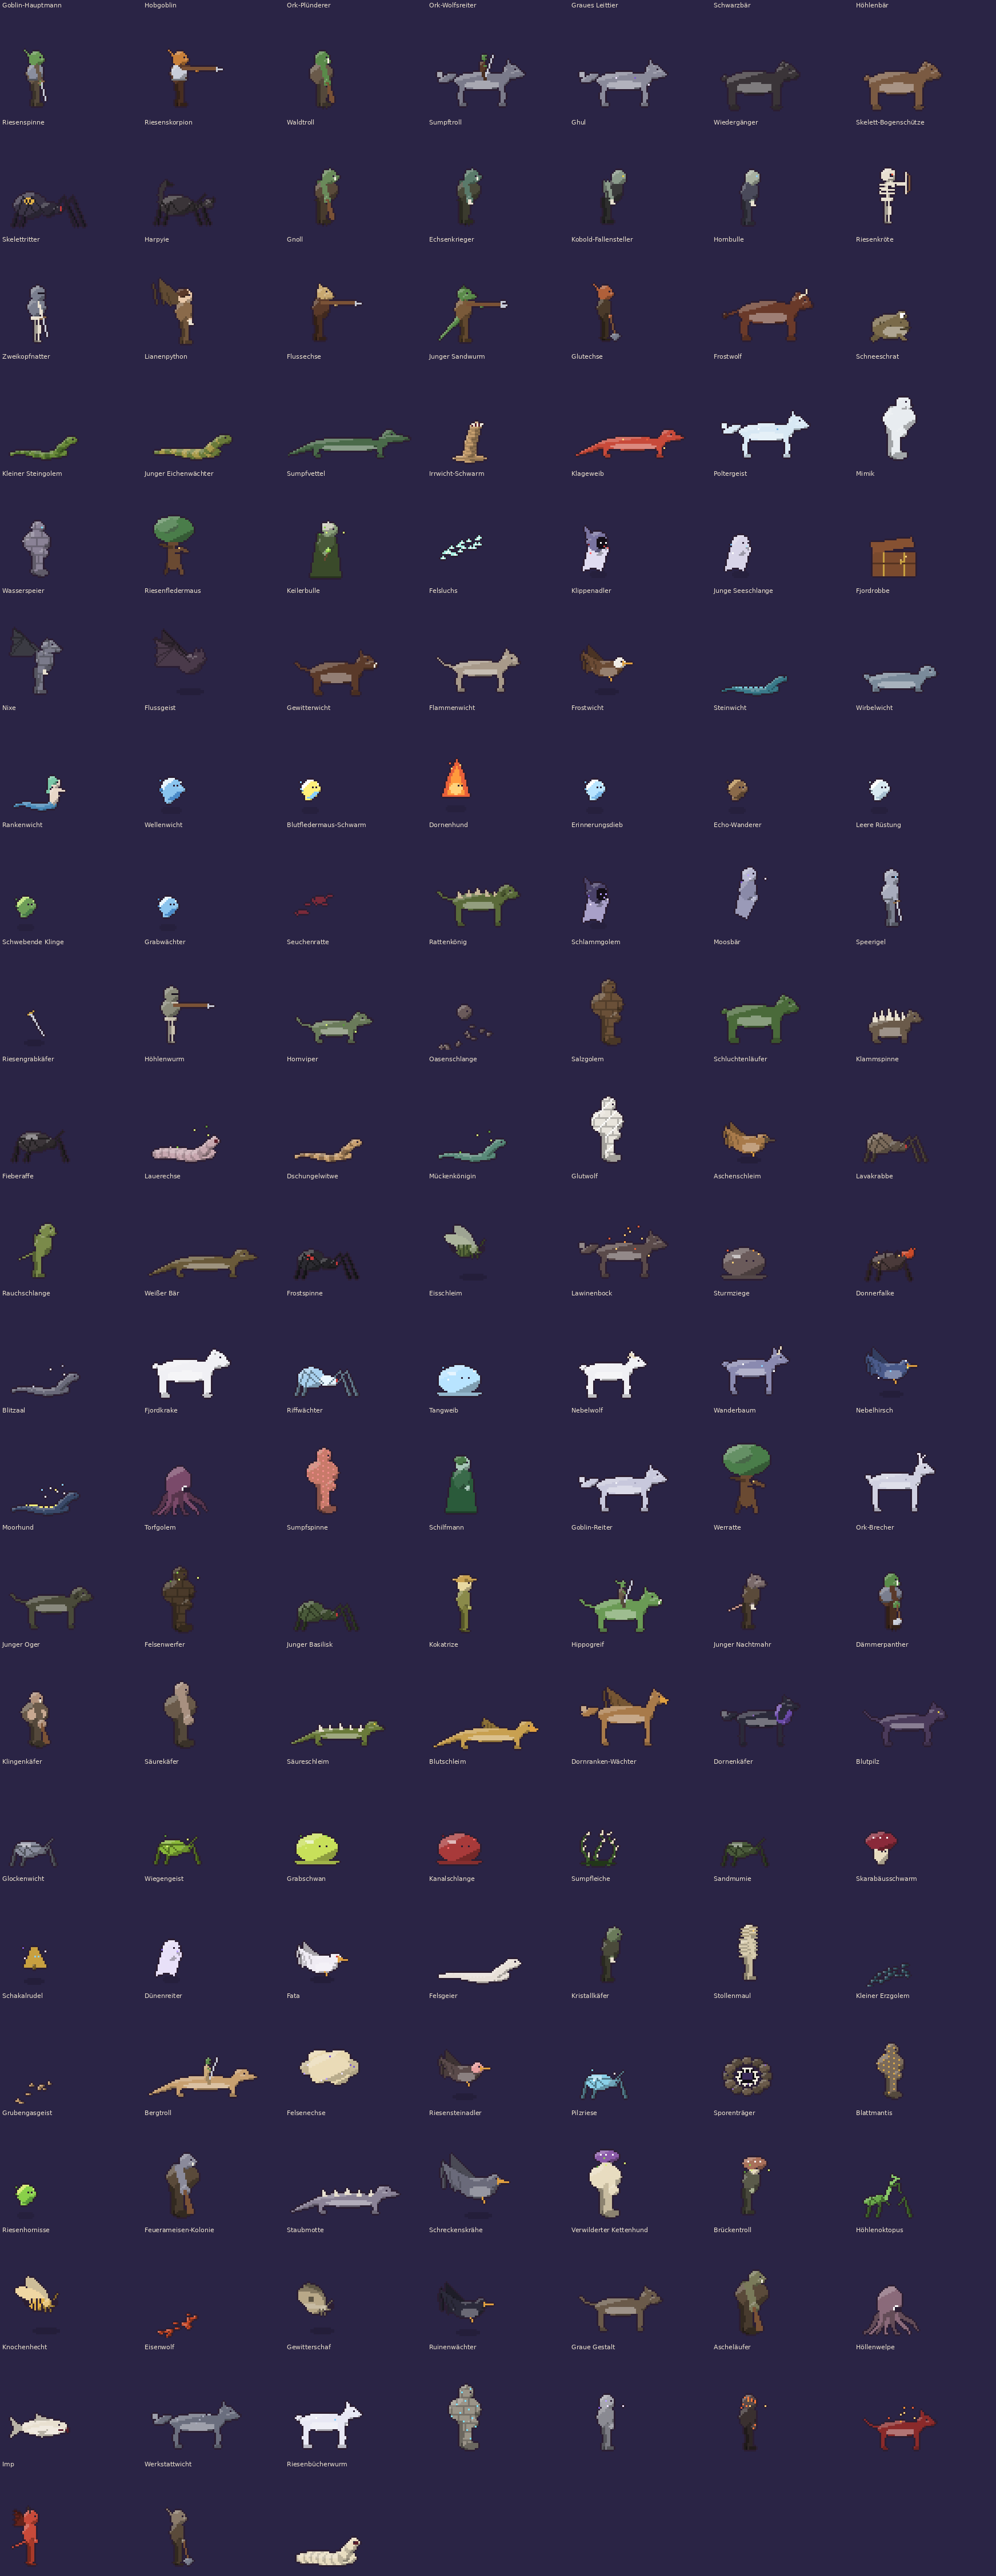 Goblin-Hauptmann Hobgoblin Ork-Plünderer Ork-Wolfsreiter Graues Leittier Schwarzbär Höhlenbär
Riesenspinne Riesenskorpion Waldtroll Sumpftroll Ghul Wiedergänger Skelett-Bogenschütze
Skelettritter Harpyie Gnoll Echsenkrieger Kobold-Fallensteller Hornbulle Riesenkröte
Zweikopfnatter Lianenpython Flussechse Junger Sandwurm Glutechse Frostwolf Schneeschrat
Kleiner Steingolem Junger Eichenwächter Sumpfvettel Irrwicht-Schwarm Klageweib Poltergeist Mimik
Wasserspeier Riesenfledermaus Keilerbulle Felsluchs Klippenadler Junge Seeschlange Fjordrobbe
Nixe Flussgeist Gewitterwicht Flammenwicht Frostwicht Steinwicht Wirbelwicht
Rankenwicht Wellenwicht Blutfledermaus-Schwarm Dornenhund Erinnerungsdieb Echo-Wanderer Leere Rüstung
Schwebende Klinge Grabwächter Seuchenratte Rattenkönig Schlammgolem Moosbär Speerigel
Riesengrabkäfer Höhlenwurm Hornviper Oasenschlange Salzgolem Schluchtenläufer Klammspinne
Fieberaffe Lauerechse Dschungelwitwe Mückenkönigin Glutwolf Aschenschleim Lavakrabbe
Rauchschlange Weißer Bär Frostspinne Eisschleim Lawinenbock Sturmziege Donnerfalke
Blitzaal Fjordkrake Riffwächter Tangweib Nebelwolf Wanderbaum Nebelhirsch
Moorhund Torfgolem Sumpfspinne Schilfmann Goblin-Reiter Werratte Ork-Brecher
Junger Oger Felsenwerfer Junger Basilisk Kokatrize Hippogreif Junger Nachtmahr Dämmerpanther
Klingenkäfer Säurekäfer Säureschleim Blutschleim Dornranken-Wächter Dornenkäfer Blutpilz
Glockenwicht Wiegengeist Grabschwan Kanalschlange Sumpfleiche Sandmumie Skarabäusschwarm
Schakalrudel Dünenreiter Fata Felsgeier Kristallkäfer Stollenmaul Kleiner Erzgolem
Grubengasgeist Bergtroll Felsenechse Riesensteinadler Pilzriese Sporenträger Blattmantis
Riesenhornisse Feuerameisen-Kolonie Staubmotte Schreckenskrähe Verwilderter Kettenhund Brückentroll Höhlenoktopus
Knochenhecht Eisenwolf Gewitterschaf Ruinenwächter Graue Gestalt Ascheläufer Höllenwelpe
Imp Werkstattwicht Riesenbücherwurm